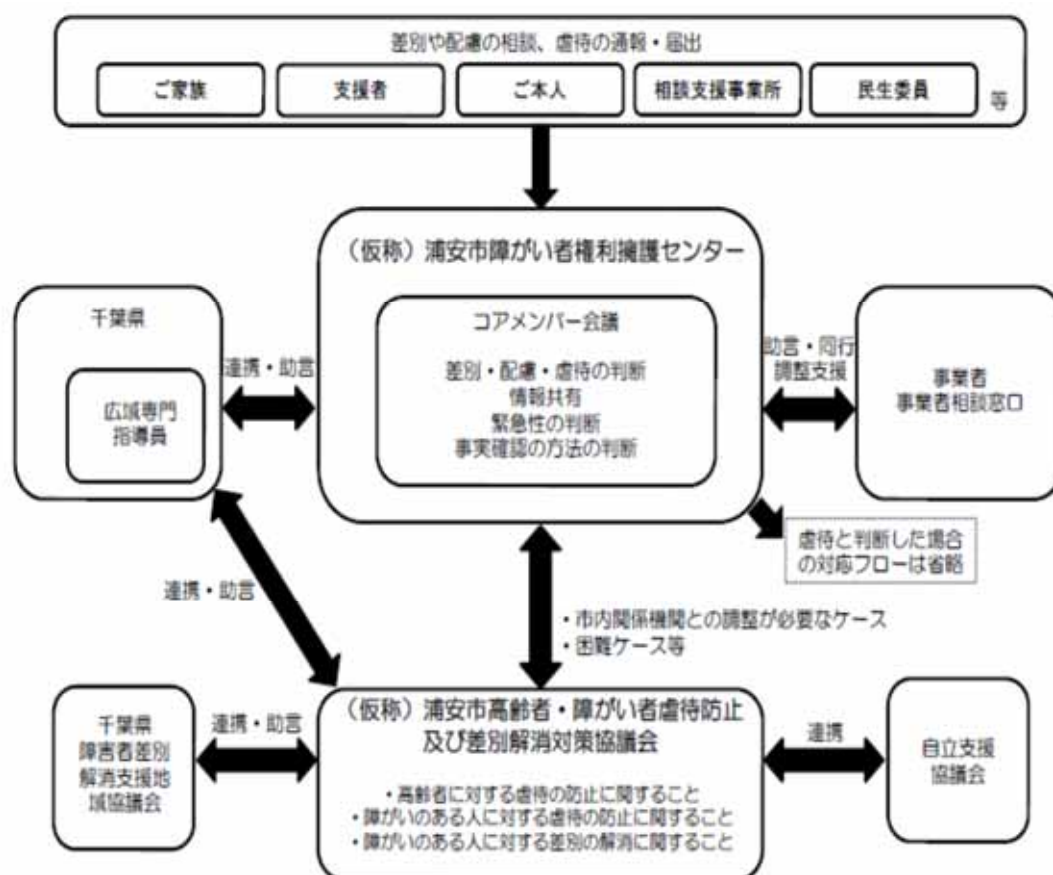 差別や配慮の相談、虐待の通報・届出
ご家族
支援者
ご本人
相談支援事業所
民生委員
等
(仮称)浦安市障がい者権利擁護センター
コアメンバー会議
差別・配慮・虐待の判断
情報共有
緊急性の判断
事実確認の方法の判断
千葉県
広域専門
指導員
連携・助言
助言・同行
調整支援
事業者
事業者相談窓口
虐待と判断した場合
の対応フローは省略
連携・助言
・市内関係機関との調整が必要なケース
・困難ケース等
千葉県
障害者差別
解消支援地
域協議会
連携・助言
(仮称)浦安市高齢者・障がい者虐待防止
及び差別解消対策協議会
・高齢者に対する虐待の防止に関すること
・障がいのある人に対する虐待の防止に関すること
・障がいのある人に対する差別の解消に関すること
連携
自立支援
協議会